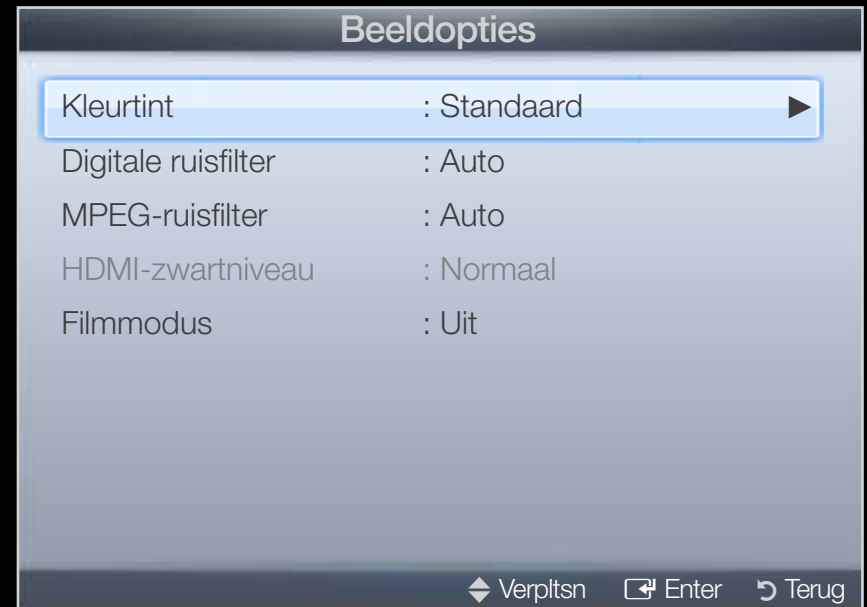 Beeldopties
Kleurtint : Standaard ►
Digitale ruisfilter : Auto
MPEG-ruisfilter : Auto
HDMI-zwartniveau : Normaal
Filmmodus : Uit
Verpltsn Enter Terug